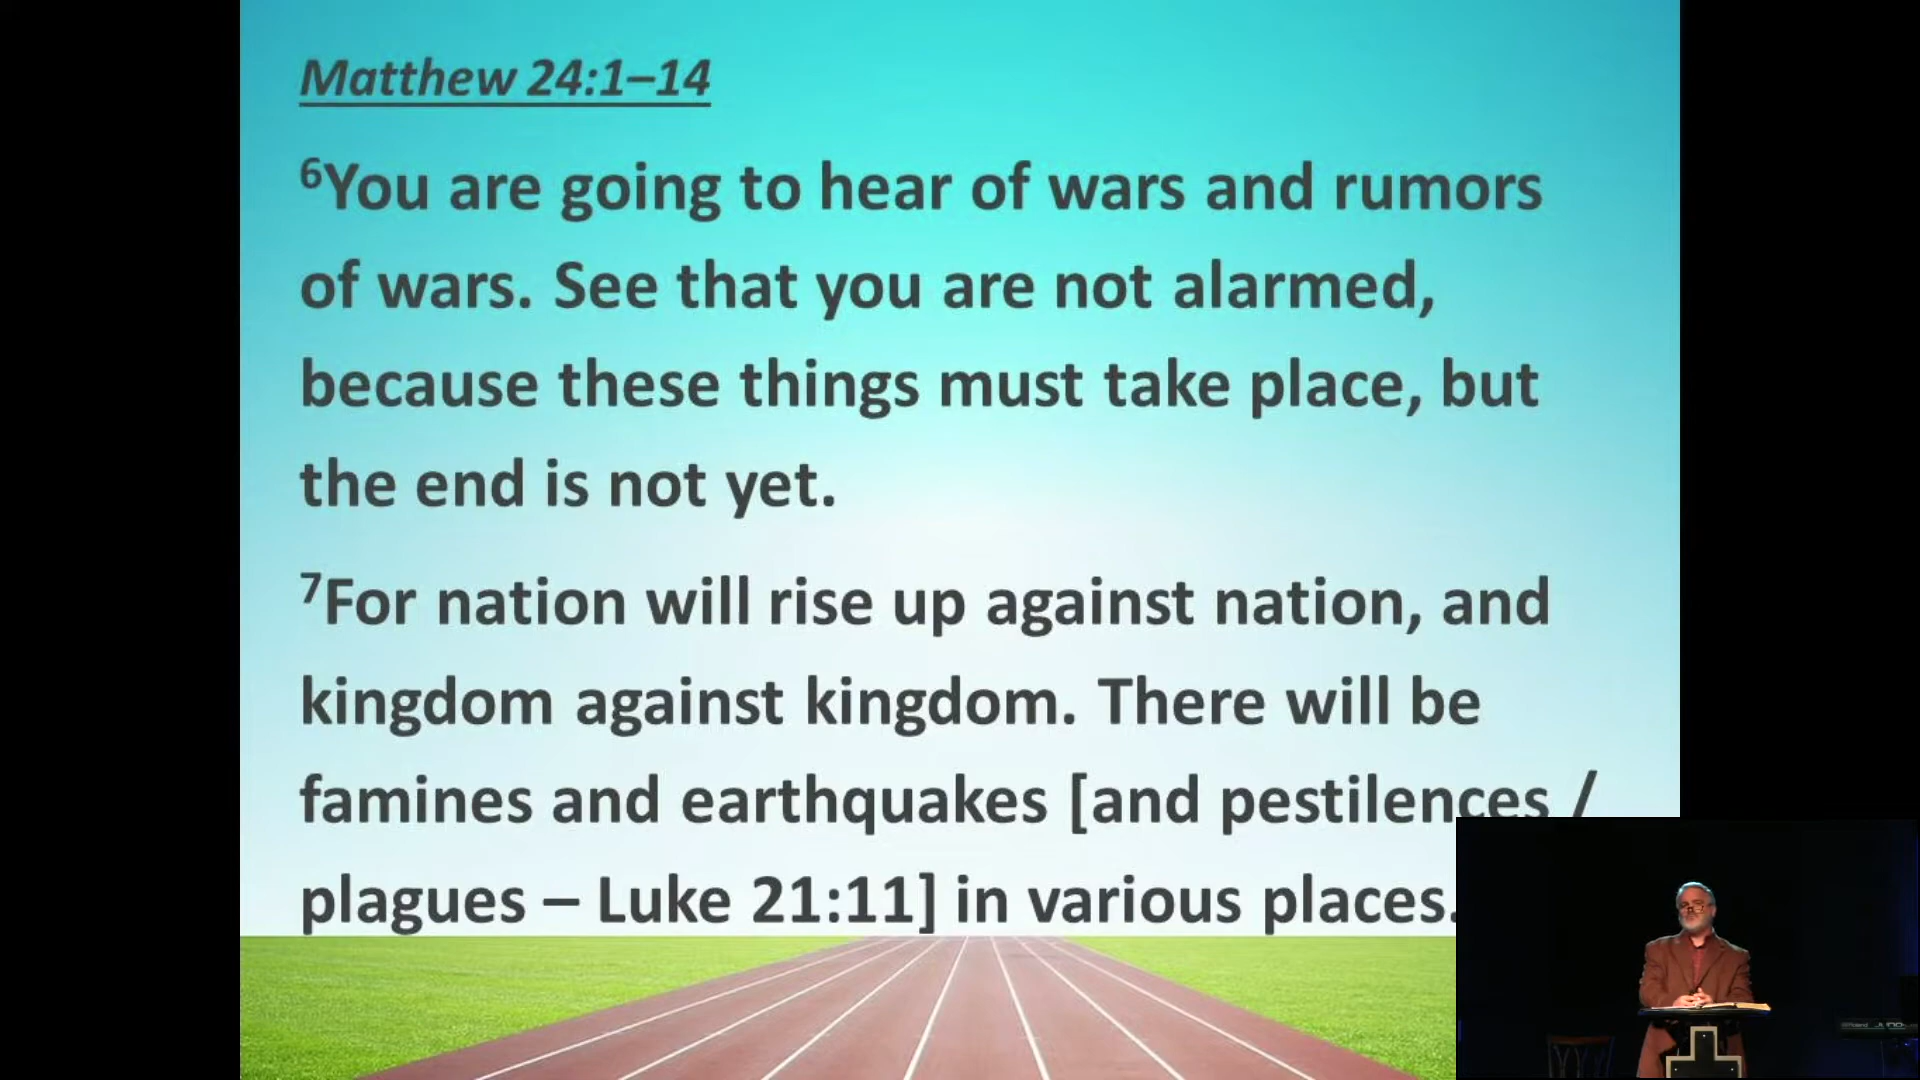 Matthew 24:1–14
6You are going to hear of wars and rumors
of wars. See that you are not alarmed,
because these things must take place, but
the end is not yet.
7For nation will rise up against nation, and
kingdom against kingdom. There will be
famines and earthquakes [and pestilences /
plagues – Luke 21:11] in various places.
Roland JUNO